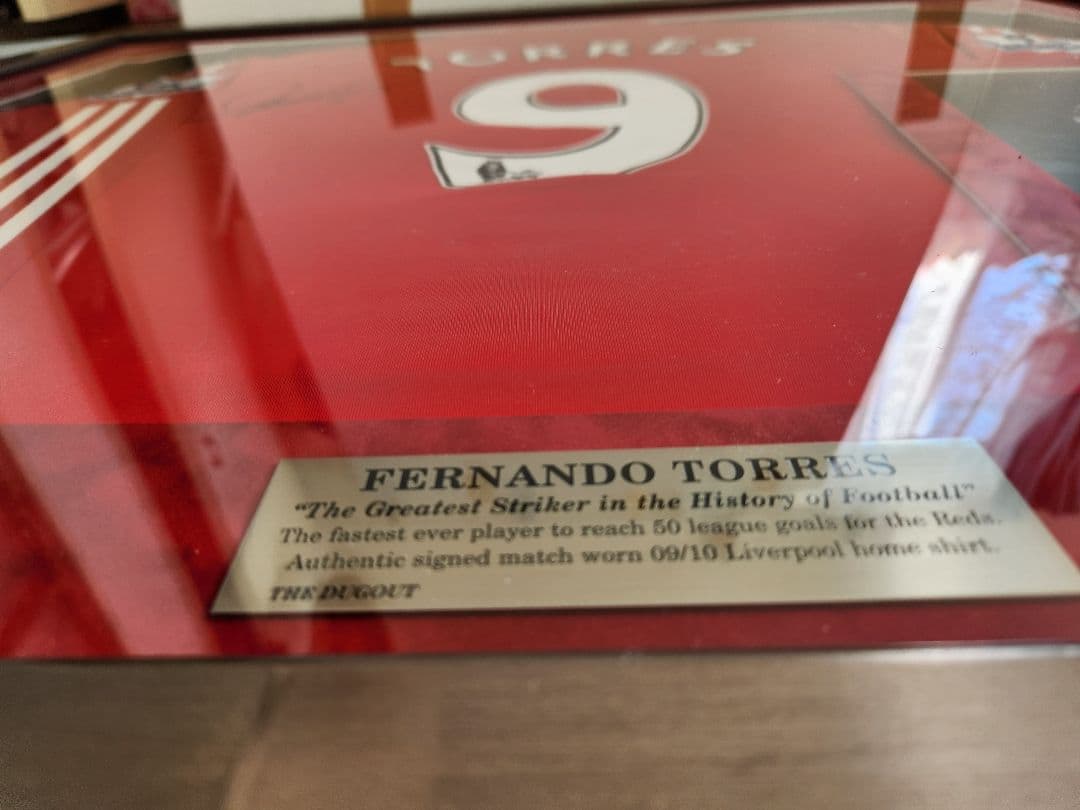 TORRES
9
FERNANDO TORRES
"The Greatest Striker in the History of Football"
The fastest ever player to reach 50 league goals for the Reds.
Authentic signed match worn 09/10 Liverpool home shirt.
THE DUGOUT